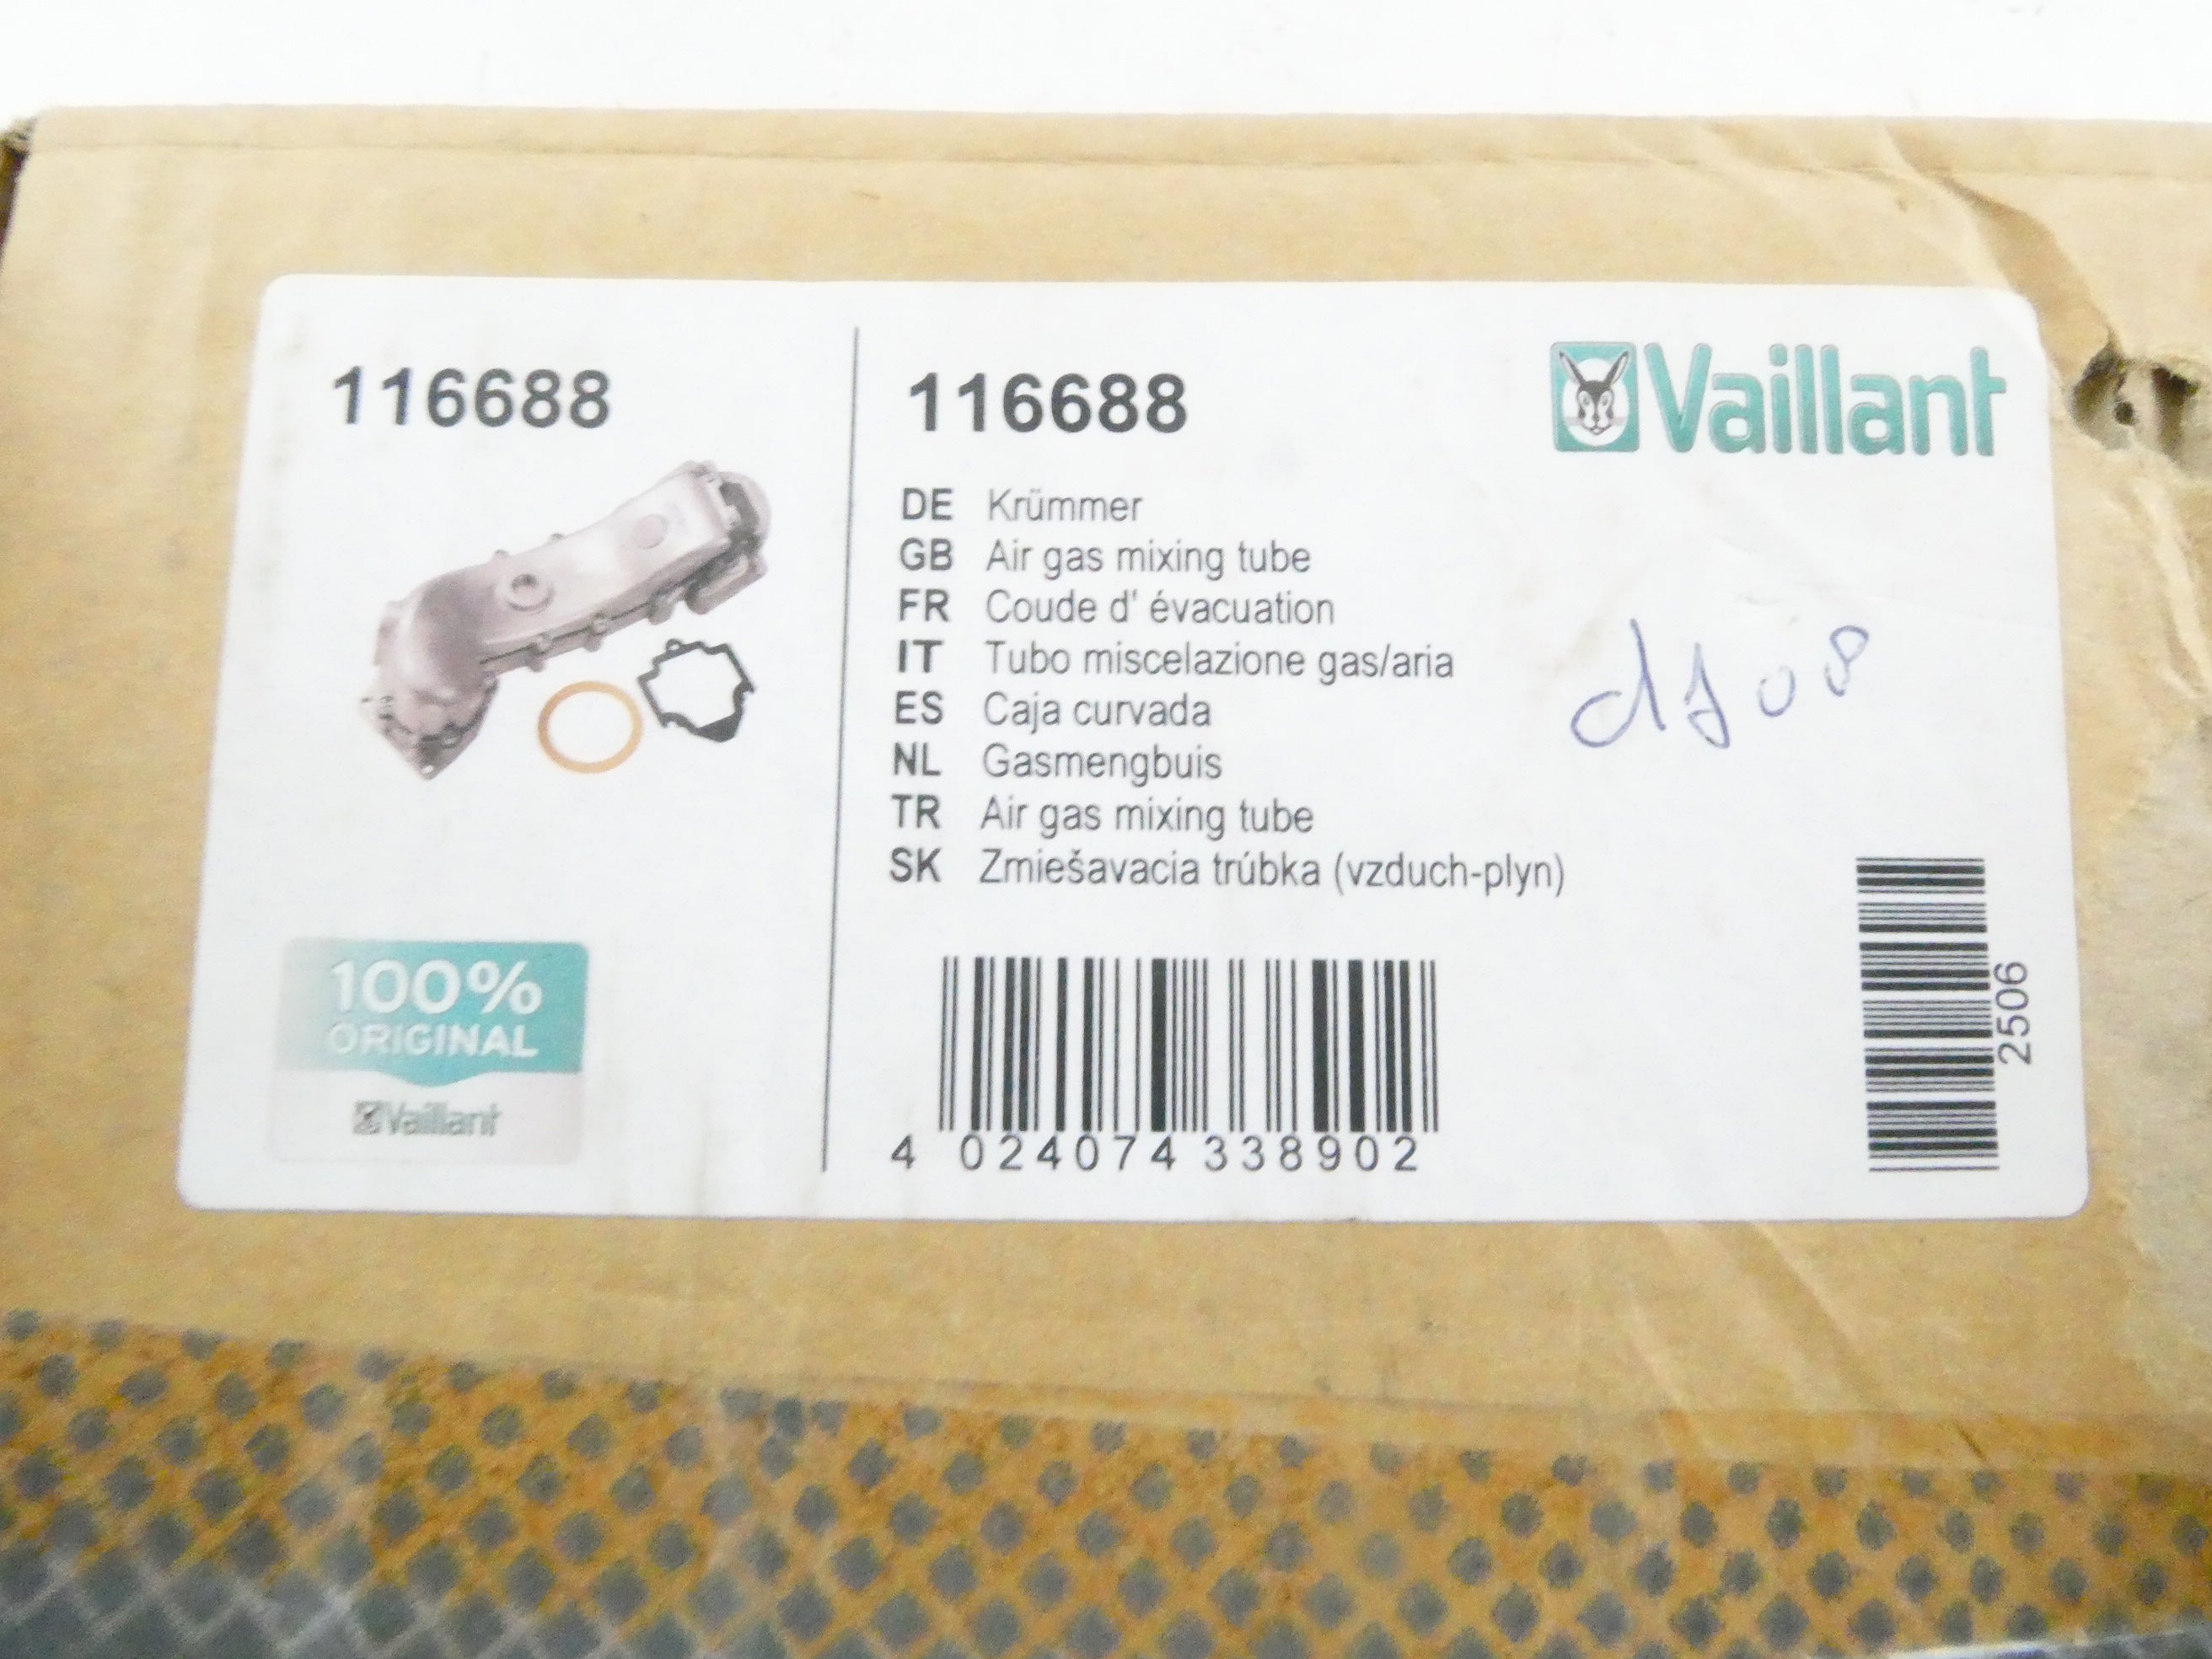 116688
100%
ORIGINAL
Vaillant
116688
Vaillant
DE Krümmer
GB Air gas mixing tube
FR Coude d' évacuation
IT Tubo miscelazione gas/aria
ES Caja curvada
NL Gasmengbuis
TR Air gas mixing tube
SK Zmiešavacia trúbka (vzduch-plyn)
4 024074 338902
2506